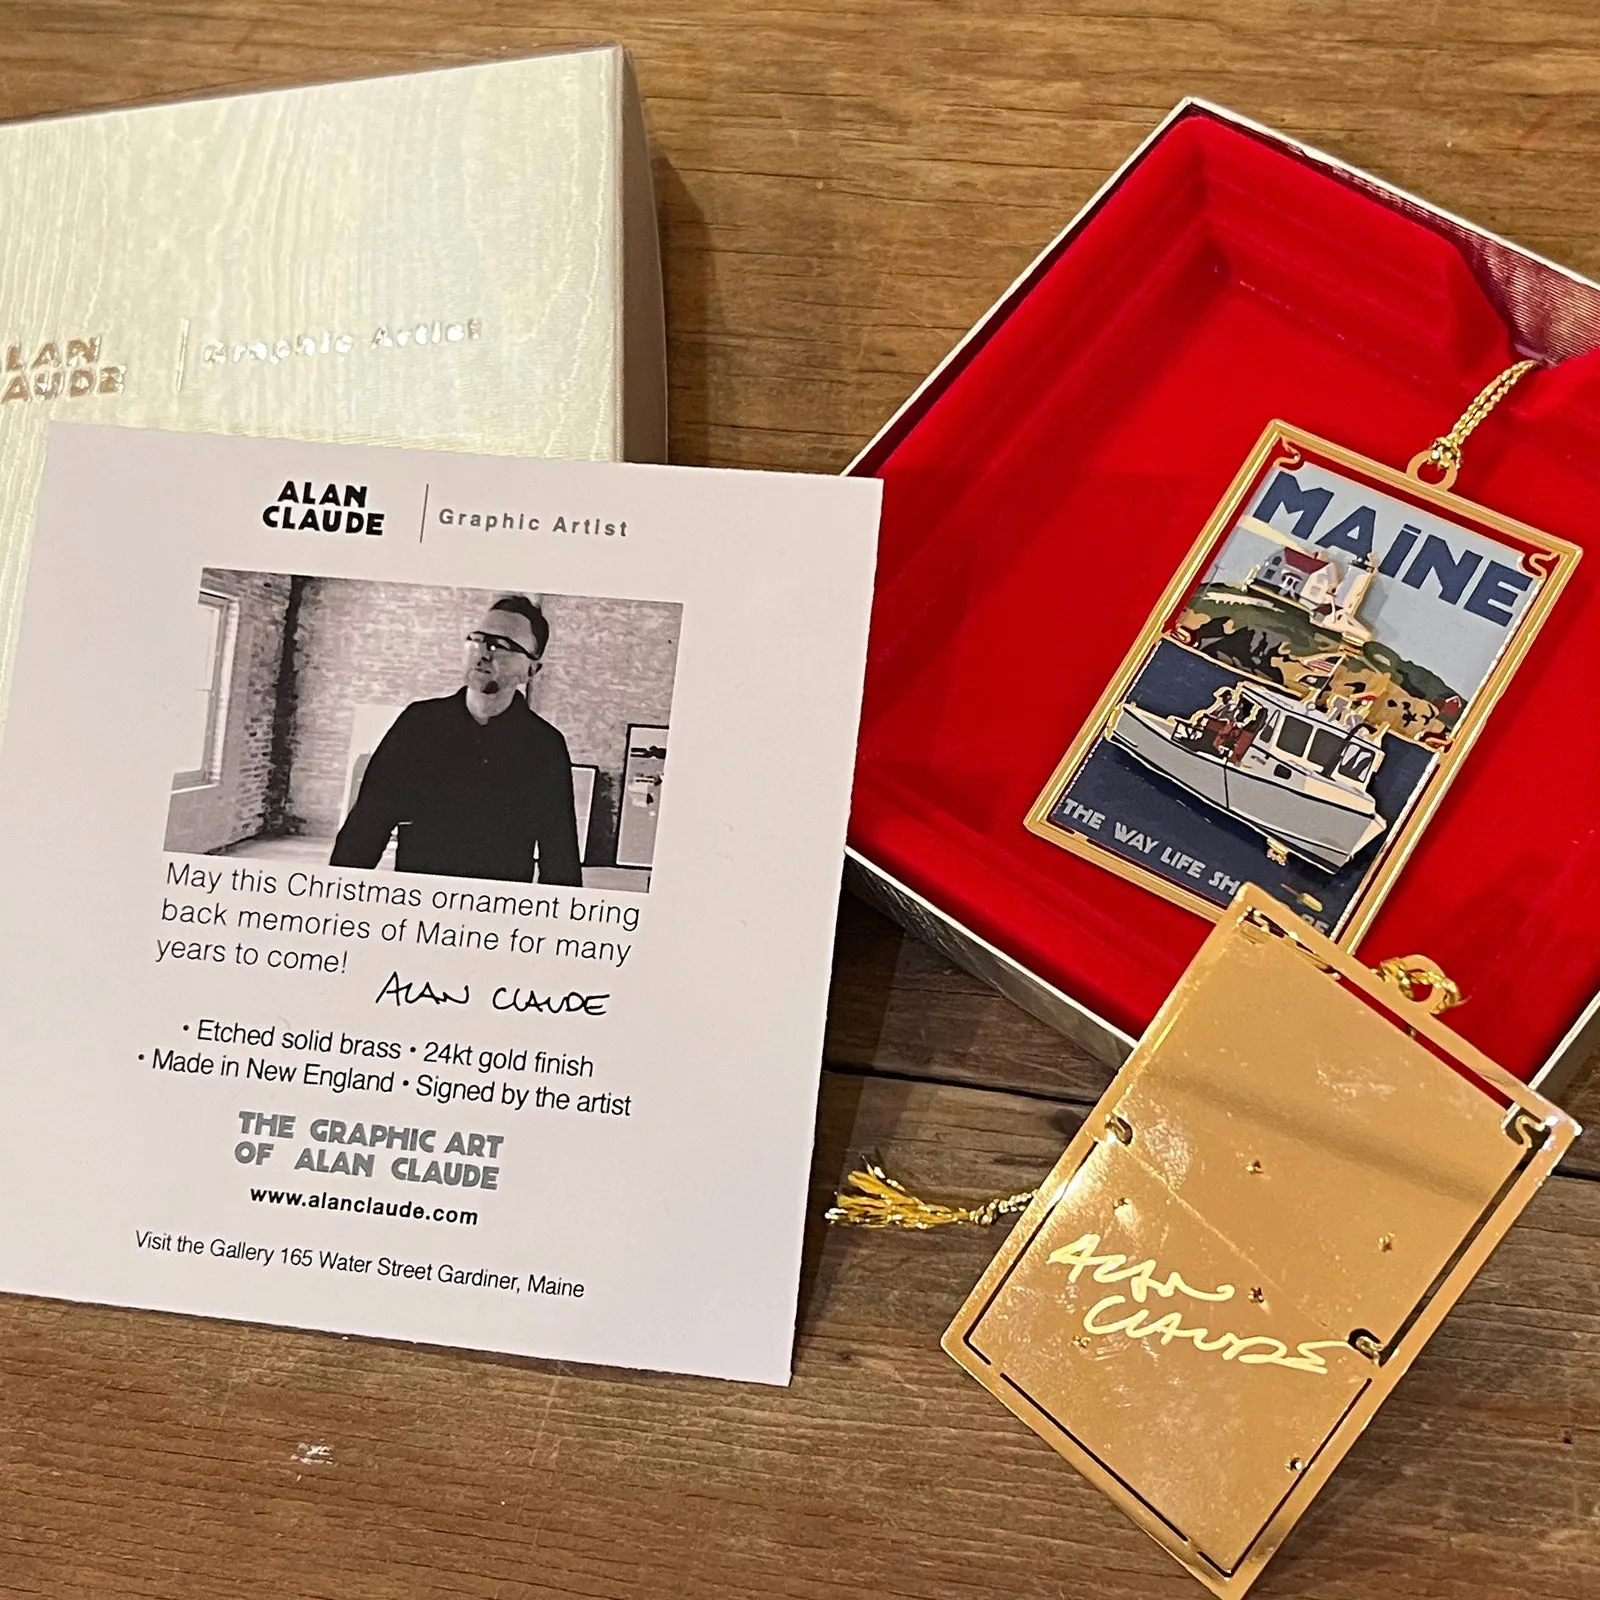 LAN
AUDE
Graphic Artist
ALAN
CLAUDE
Graphic Artist
May this Christmas ornament bring
back memories of Maine for many
years to come!
ALAN CLAUDE
• Etched solid brass • 24kt gold finish
• Made in New England • Signed by the artist
THE GRAPHIC ART
OF ALAN CLAUDE
www.alanclaude.com
Visit the Gallery 165 Water Street Gardiner, Maine
MAiNE
THE WAY LIFE SH
BE
ALAN
CLAUDE